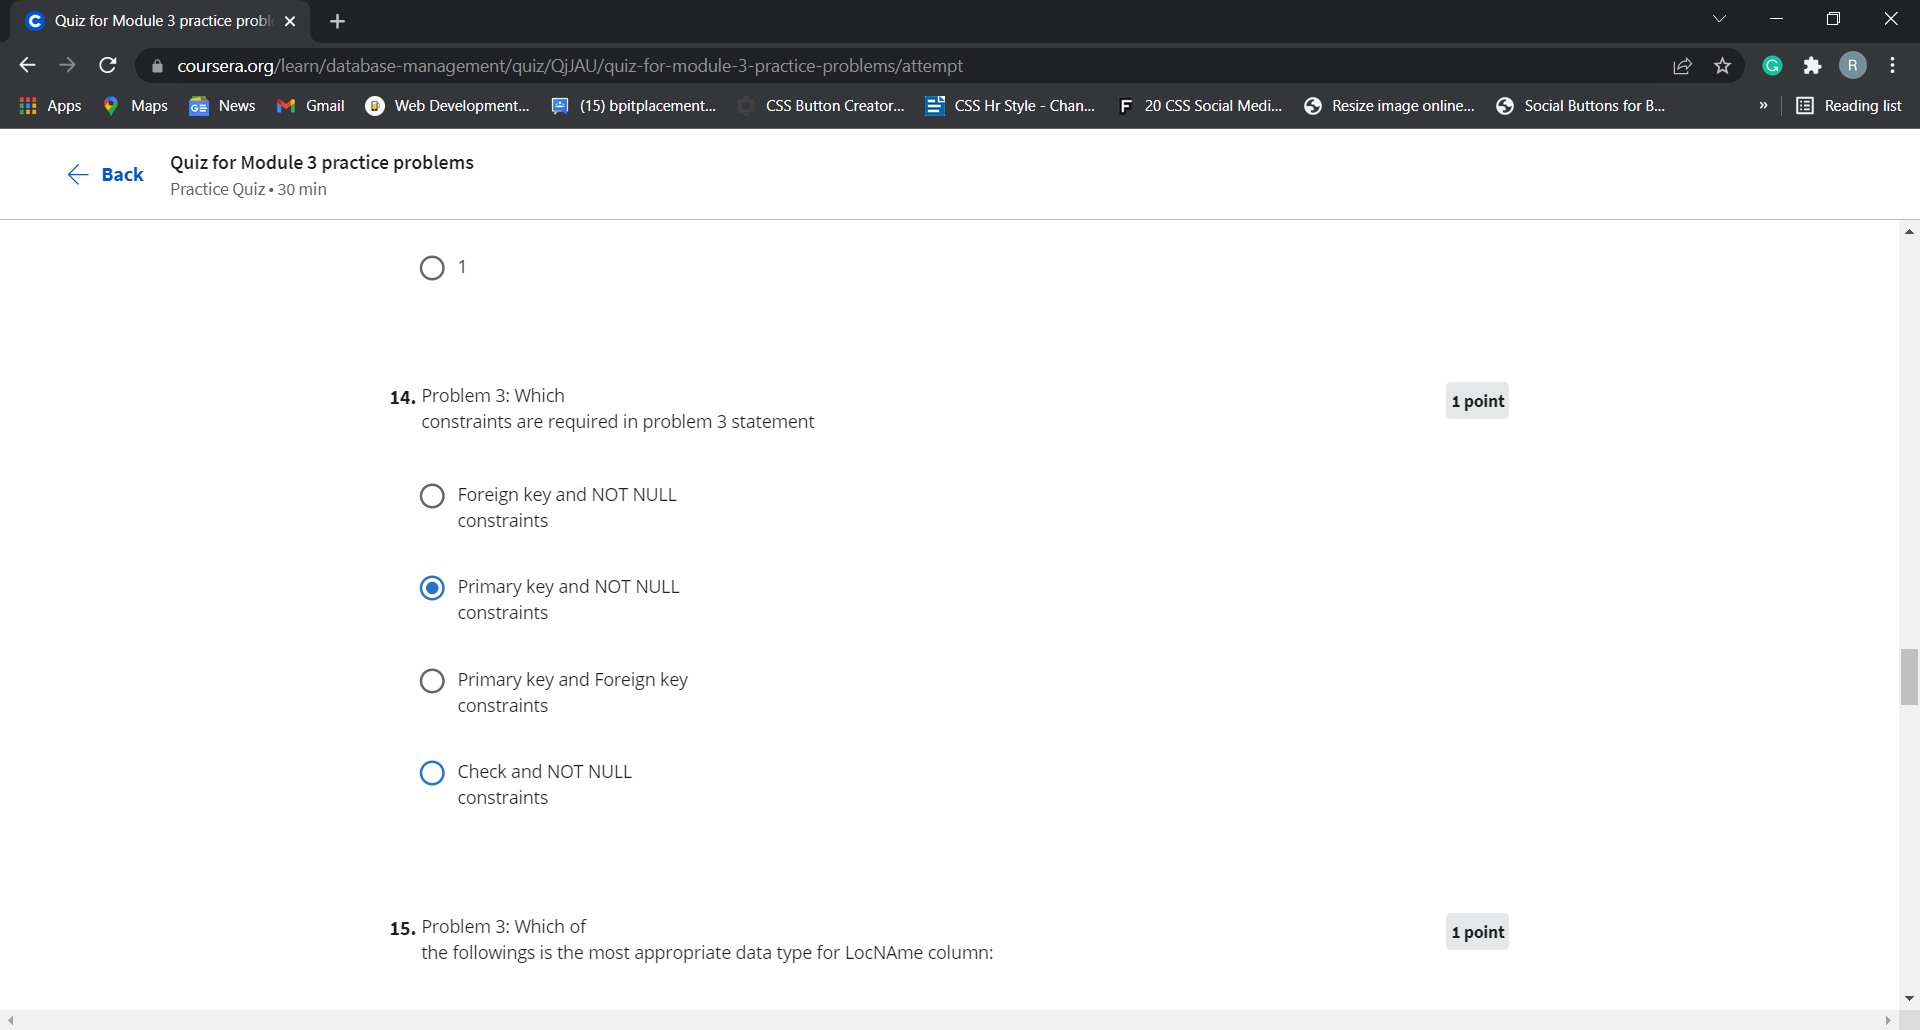 Quiz for Module 3 practice probl
coursera.org/learn/database-management/quiz/QjJAU/quiz-for-module-3-practice-problems/attempt
G
R
Apps Maps News Gmail Web Development... (15) bpitplacement... CSS Button Creator... CSS Hr Style - Chan... F 20 CSS Social Medi... Resize image online... Social Buttons for B... » Reading list
Back
Quiz for Module 3 practice problems
Practice Quiz • 30 min
1
14. Problem 3: Which
constraints are required in problem 3 statement
1 point
Foreign key and NOT NULL
constraints
Primary key and NOT NULL
constraints
Primary key and Foreign key
constraints
Check and NOT NULL
constraints
15. Problem 3: Which of
the followings is the most appropriate data type for LocNAme column:
1 point